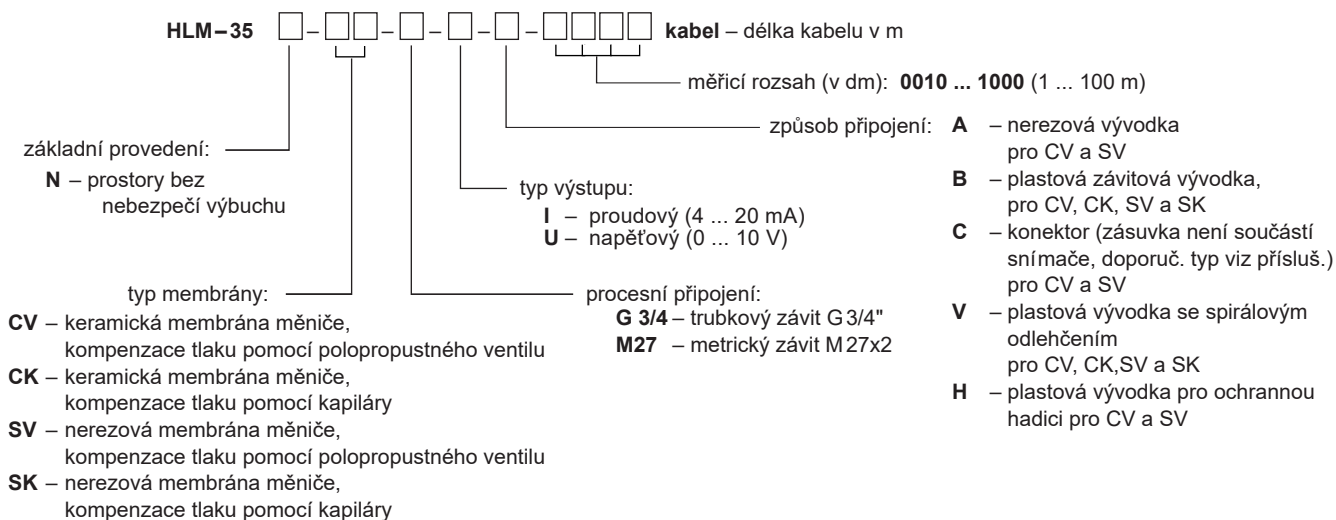 HLM–35 – – – – – kabel – délka kabelu v m
měřicí rozsah (v dm): 0010 ... 1000 (1 ... 100 m)
způsob připojení:
A – nerezová vývodka
pro CV a SV
B – plastová závitová vývodka,
pro CV, CK, SV a SK
C – konektor (zásuvka není součástí
snímače, doporuč. typ viz přísluš.)
pro CV a SV
V – plastová vývodka se spirálovým
odlehčením
pro CV, CK,SV a SK
H – plastová vývodka pro ochrannou
hadici pro CV a SV
základní provedení:
N – prostory bez
nebezpečí výbuchu
typ výstupu:
I – proudový (4 ... 20 mA)
U – napěťový (0 ... 10 V)
typ membrány:
CV – keramická membrána měniče,
kompenzace tlaku pomocí polopropustného ventilu
CK – keramická membrána měniče,
kompenzace tlaku pomocí kapiláry
SV – nerezová membrána měniče,
kompenzace tlaku pomocí polopropustného ventilu
SK – nerezová membrána měniče,
kompenzace tlaku pomocí kapiláry
procesní připojení:
G 3/4 – trubkový závit G 3/4"
M27 – metrický závit M 27x2